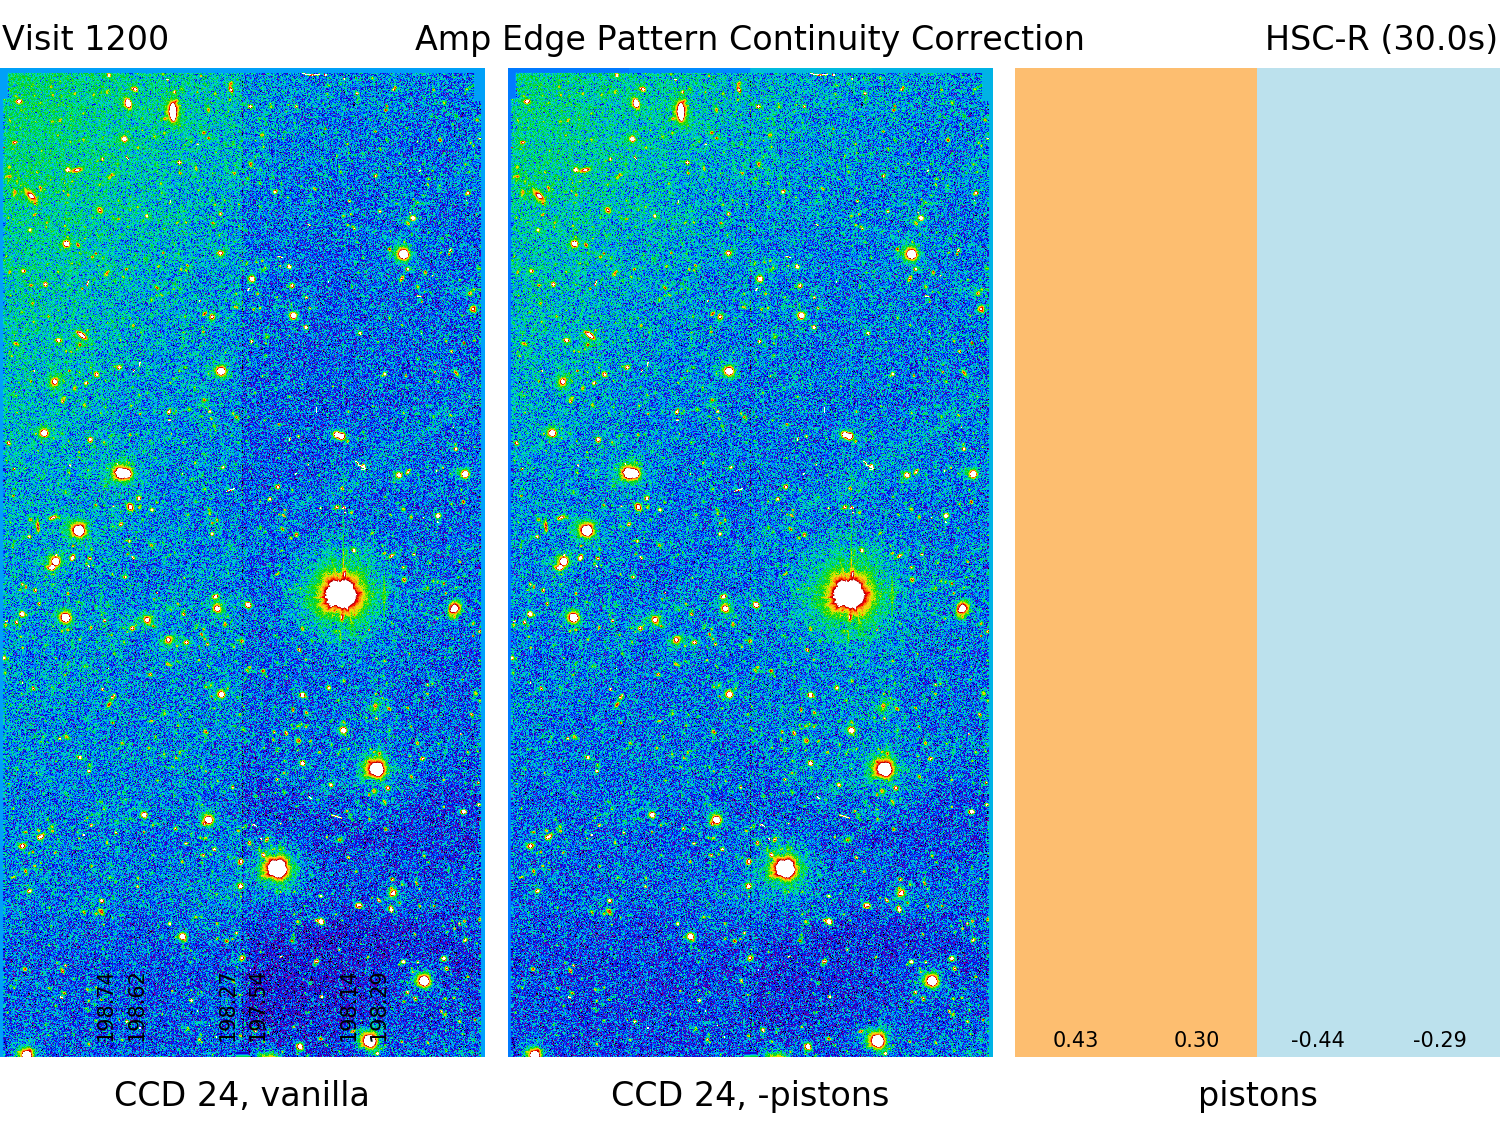 Visit 1200
Amp Edge Pattern Continuity Correction
HSC-R (30.0s)
198.74
198.62
198.27
197.54
198.14
198.29
0.43
0.30
-0.44
-0.29
CCD 24, vanilla
CCD 24, -pistons
pistons